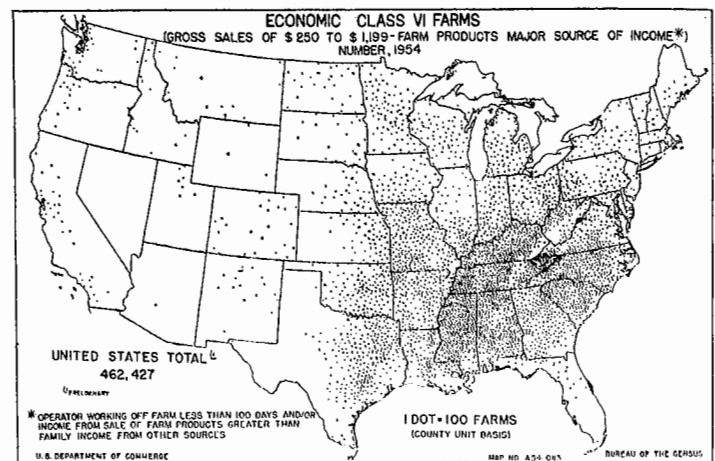 ECONOMIC CLASS VI FARMS
(GROSS SALES OF $250 TO $1,199-FARM PRODUCTS MAJOR SOURCE OF INCOME*)
NUMBER, 1954
UNITED STATES TOTAL
462,427
PRELIMINARY
* OPERATOR WORKING OFF FARM LESS THAN 100 DAYS AND/OR
INCOME FROM SALE OF FARM PRODUCTS GREATER THAN
FAMILY INCOME FROM OTHER SOURCES
1 DOT=100 FARMS
(COUNTY UNIT BASIS)
U.S. DEPARTMENT OF COMMERCE
MAP NO. A54-
BUREAU OF THE CENSUS